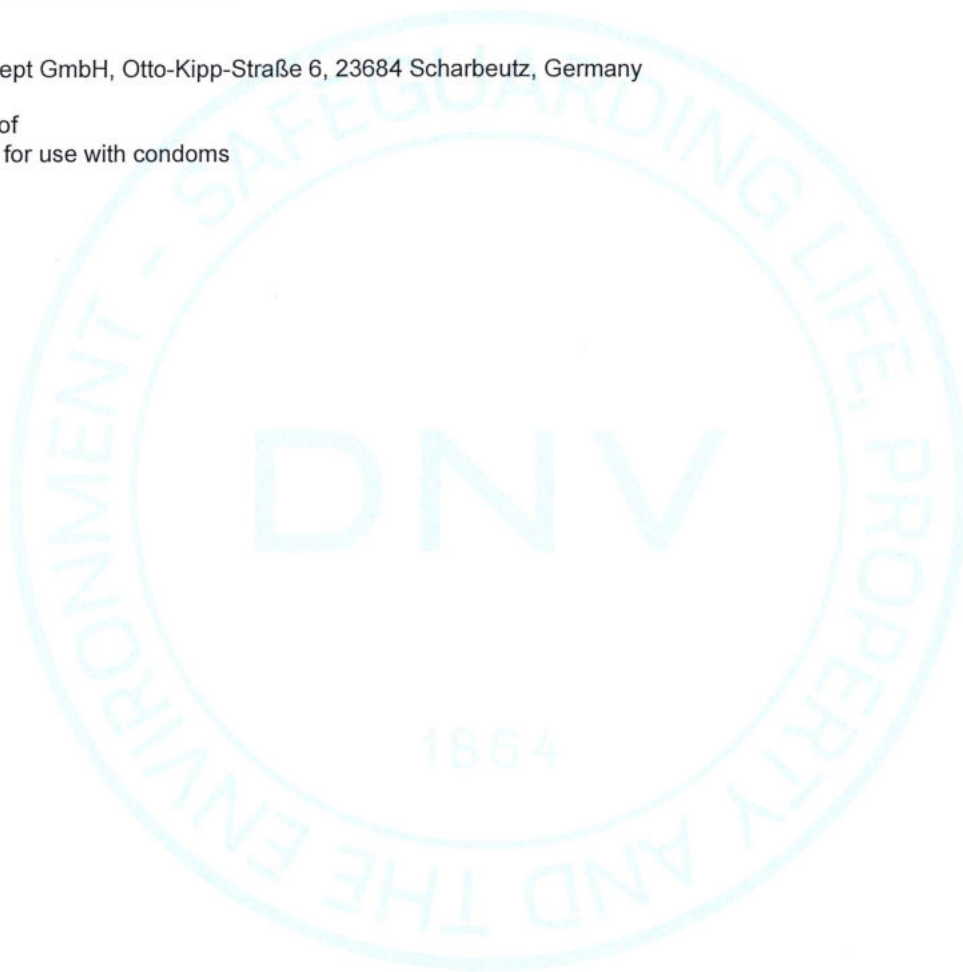 ept GmbH, Otto-Kipp-Straße 6, 23684 Scharbeutz, Germany
of
for use with condoms
SAFEGUARDING LIFE, PROPERTY AND THE ENVIRONMENT -
DNV
1864